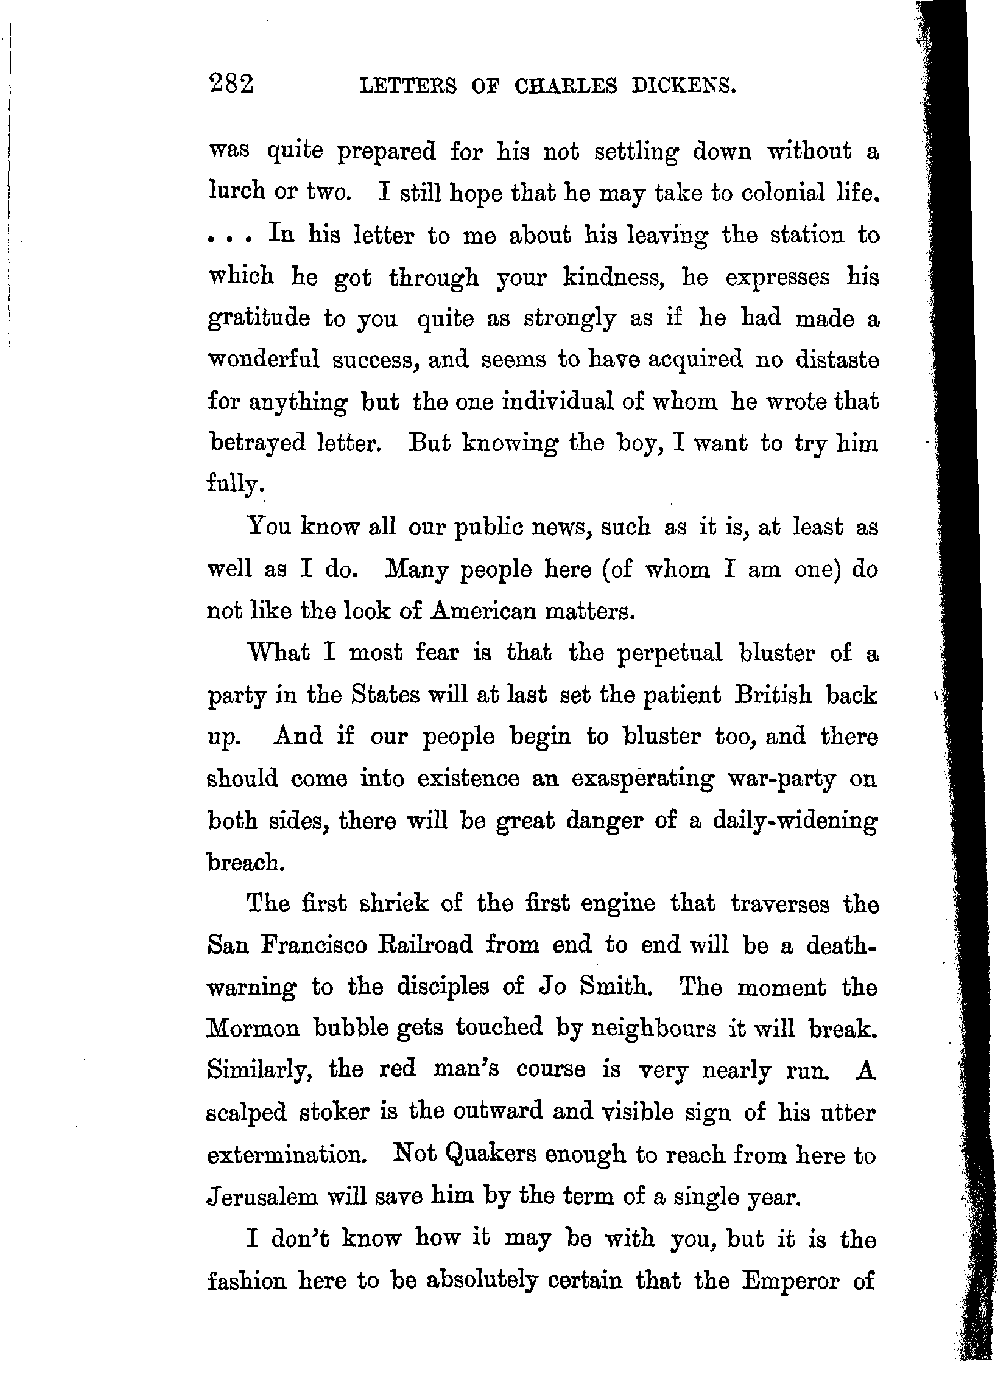 282 LETTERS OF CHARLES DICKENS.
was quite prepared for his not settling down without a
lurch or two. I still hope that he may take to colonial life.
. . . In his letter to me about his leaving the station to
which he got through your kindness, he expresses his
gratitude to you quite as strongly as if he had made a
wonderful success, and seems to have acquired no distaste
for anything but the one individual of whom he wrote that
betrayed letter. But knowing the boy, I want to try him
fully.
You know all our public news, such as it is, at least as
well as I do. Many people here (of whom I am one) do
not like the look of American matters.
What I most fear is that the perpetual bluster of a
party in the States will at last set the patient British back
up. And if our people begin to bluster too, and there
should come into existence an exasperating war-party on
both sides, there will be great danger of a daily-widening
breach.
The first shriek of the first engine that traverses the
San Francisco Railroad from end to end will be a death-
warning to the disciples of Jo Smith. The moment the
Mormon bubble gets touched by neighbours it will break.
Similarly, the red man's course is very nearly run. A
scalped stoker is the outward and visible sign of his utter
extermination. Not Quakers enough to reach from here to
Jerusalem will save him by the term of a single year.
I don't know how it may be with you, but it is the
fashion here to be absolutely certain that the Emperor of